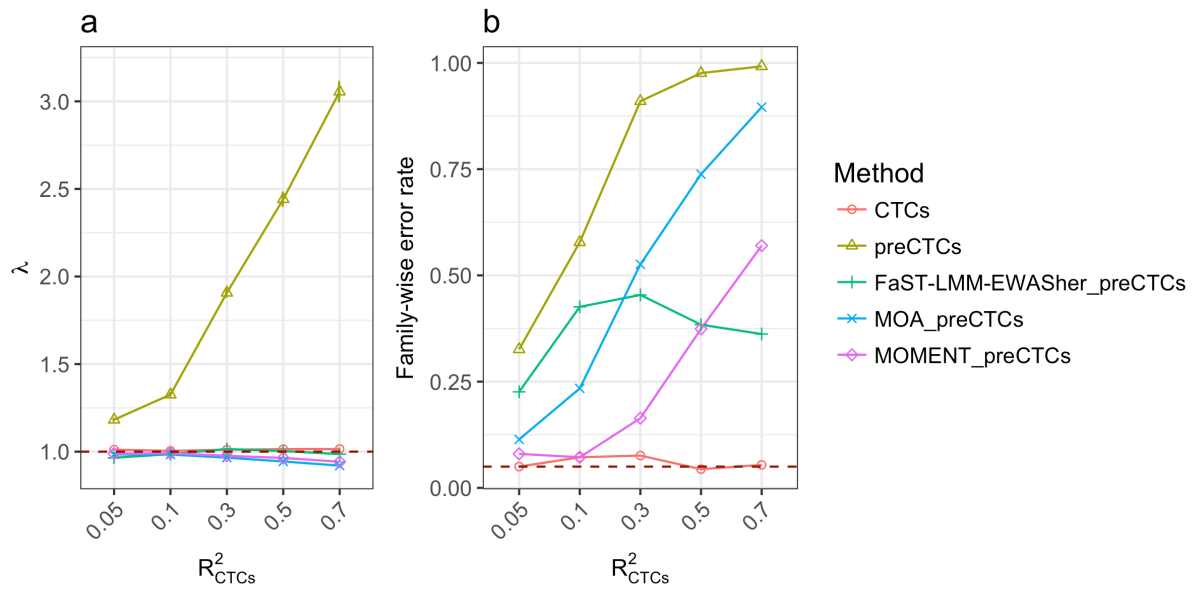 a
3.0
2.5
2.0
1.5
1.0
λ
0.05
0.1
0.3
0.5
0.7
R²CTCs
b
1.00
0.75
0.50
0.25
0.00
Family-wise error rate
0.05
0.1
0.3
0.5
0.7
R²CTCs
Method
CTCs
preCTCs
FaST-LMM-EWASher_preCTCs
MOA_preCTCs
MOMENT_preCTCs